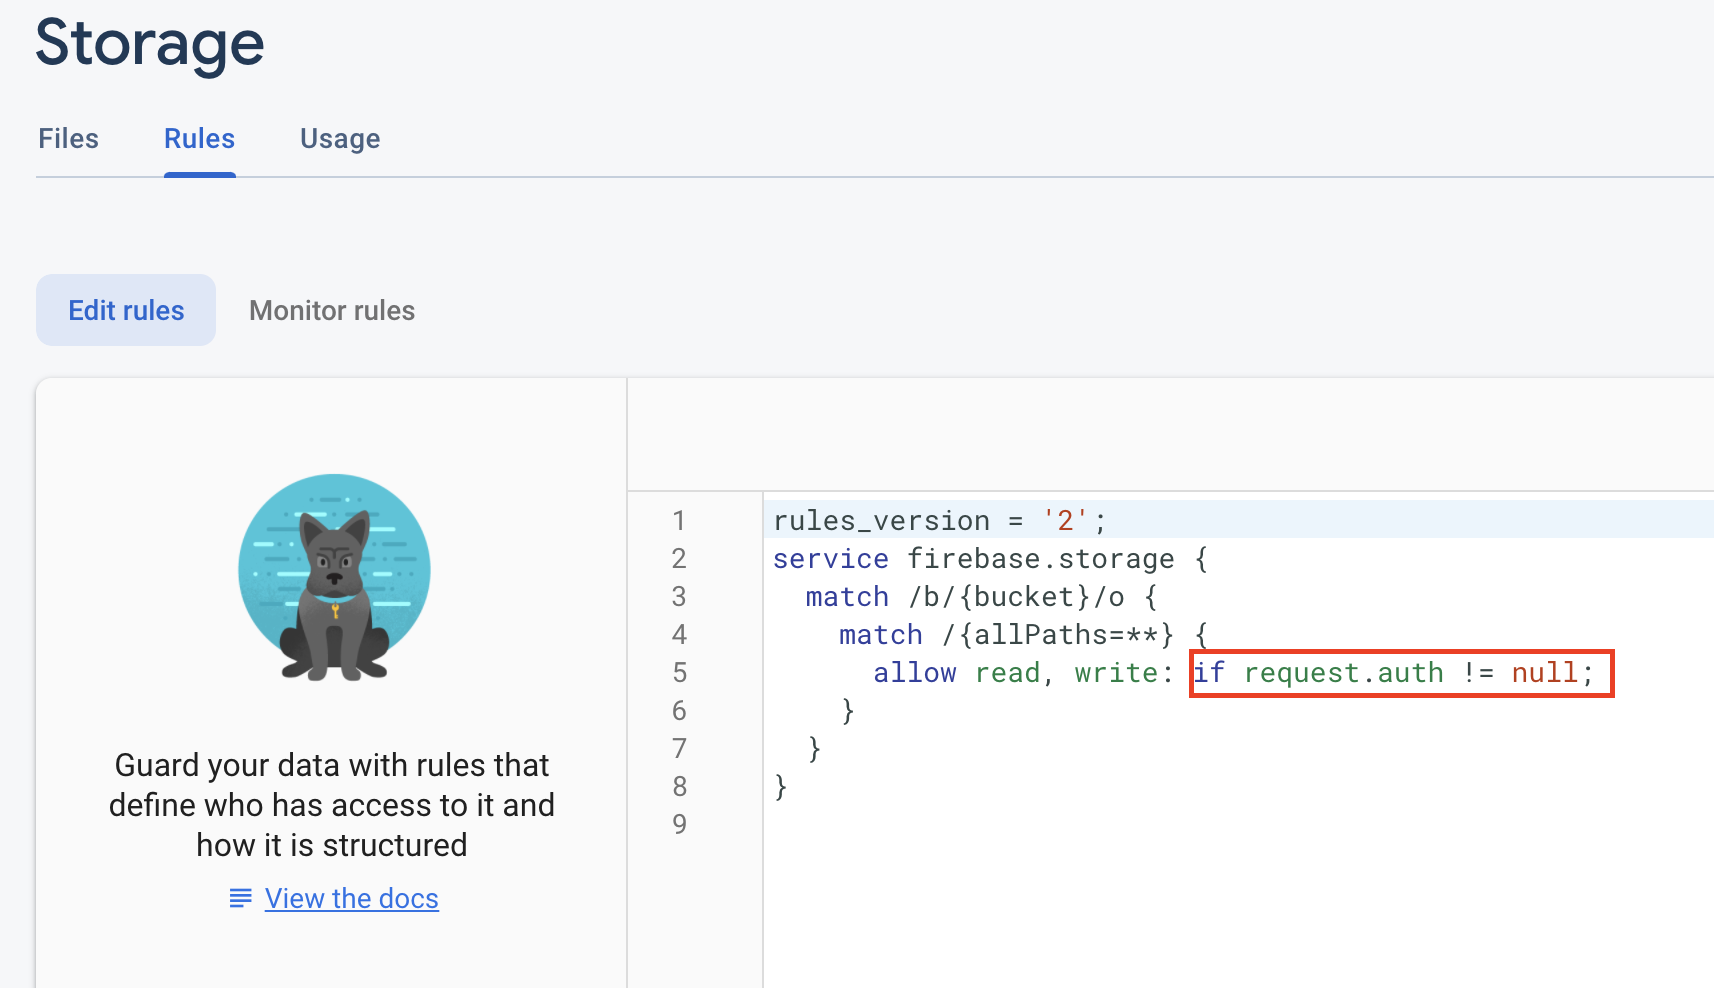 Storage
Files Rules Usage
Edit rules Monitor rules
Guard your data with rules that
define who has access to it and
how it is structured
View the docs
1 rules_version = '2';
2 service firebase.storage {
3   match /b/{bucket}/o {
4     match /{allPaths=**} {
5       allow read, write: if request.auth != null;
6     }
7   }
8 }
9